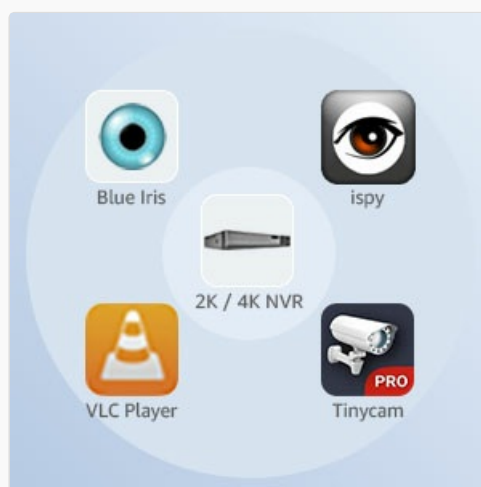 Blue Iris
ispy
2K / 4K NVR
VLC Player
PRO
Tinycam